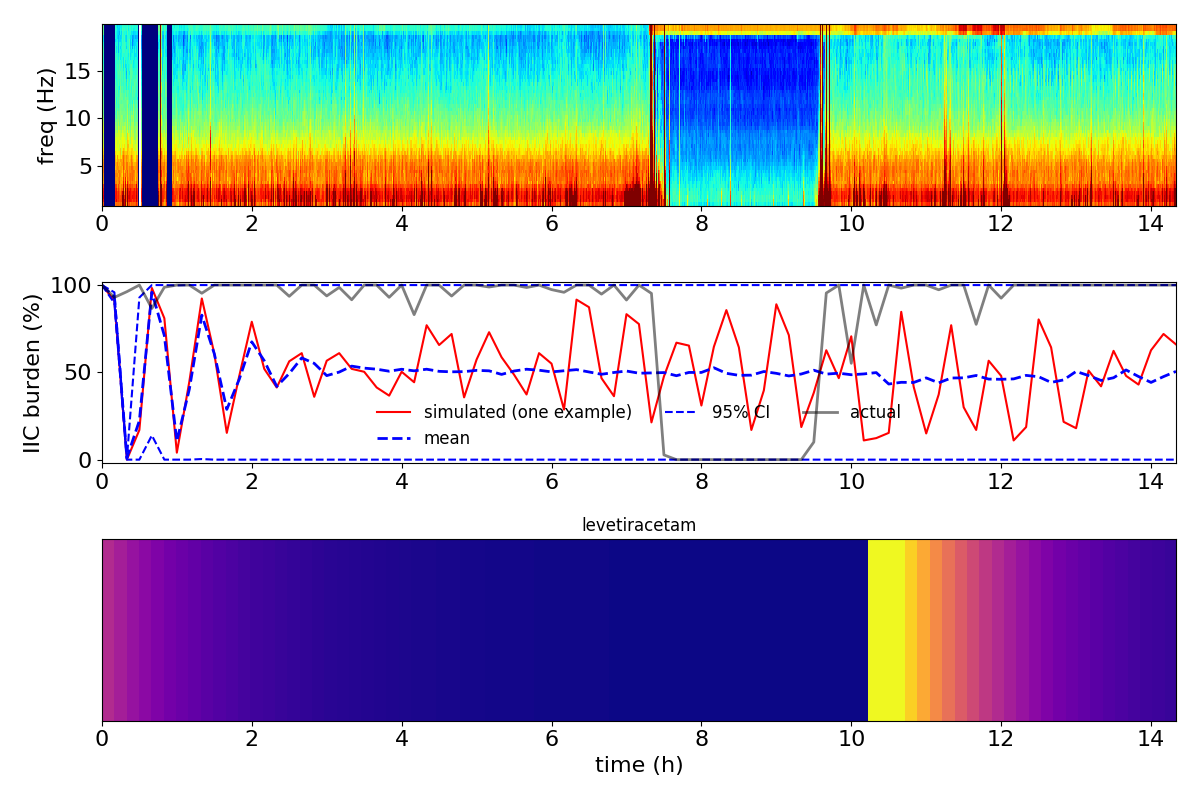 freq (Hz)
15
10
5
0 2 4 6 8 10 12 14
IIC burden (%)
100
50
0
simulated (one example) 95% CI actual
mean
0 2 4 6 8 10 12 14
levetiracetam
0 2 4 6 8 10 12 14
time (h)